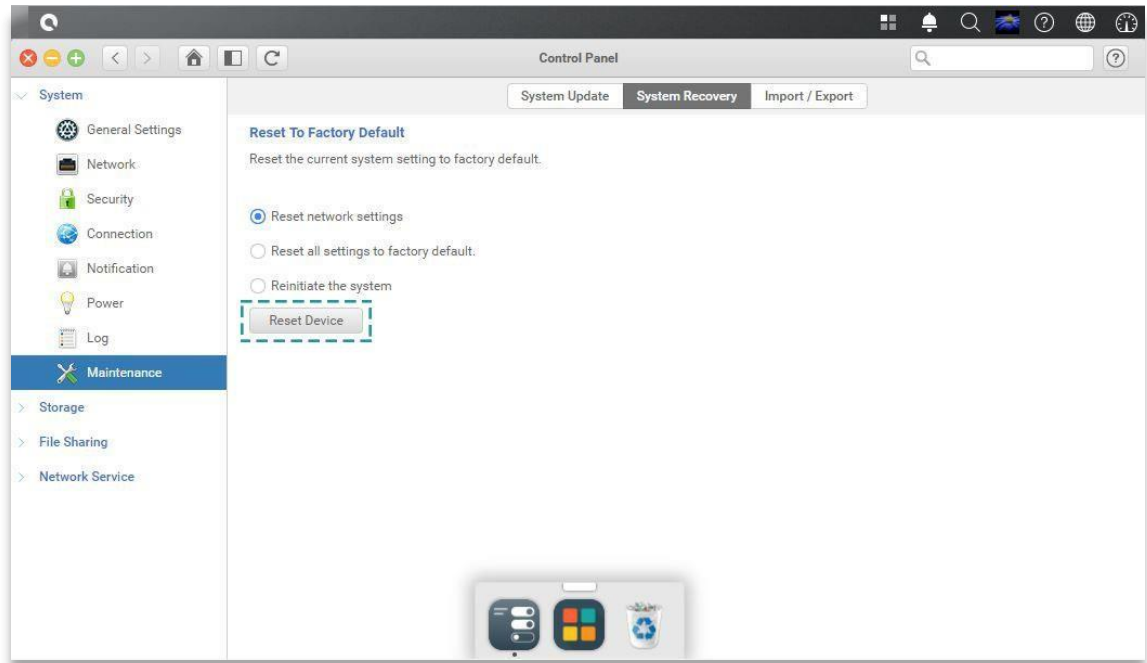 Control Panel
System
General Settings
Network
Security
Connection
Notification
Power
Log
Maintenance
Storage
File Sharing
Network Service
System Update
System Recovery
Import / Export
Reset To Factory Default
Reset the current system setting to factory default.
Reset network settings
Reset all settings to factory default.
Reinitiate the system
Reset Device